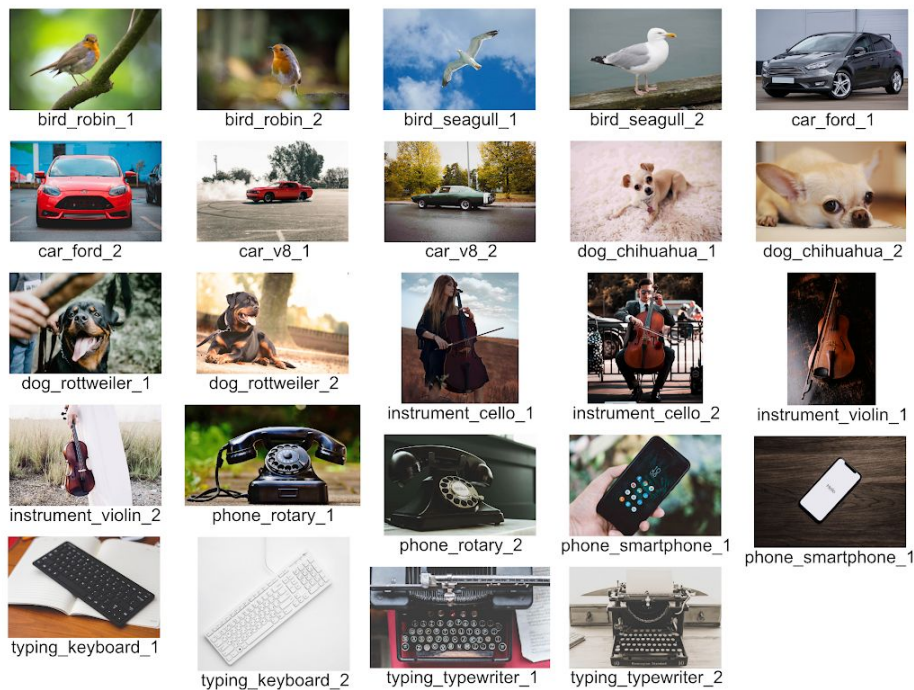 bird_robin_1
bird_robin_2
bird_seagull_1
bird_seagull_2
car_ford_1
car_ford_2
car_v8_1
car_v8_2
dog_chihuahua_1
dog_chihuahua_2
dog_rottweiler_1
dog_rottweiler_2
instrument_cello_1
instrument_cello_2
instrument_violin_1
instrument_violin_2
phone_rotary_1
phone_rotary_2
phone_smartphone_1
phone_smartphone_1
typing_keyboard_1
typing_keyboard_2
typing_typewriter_1
typing_typewriter_2